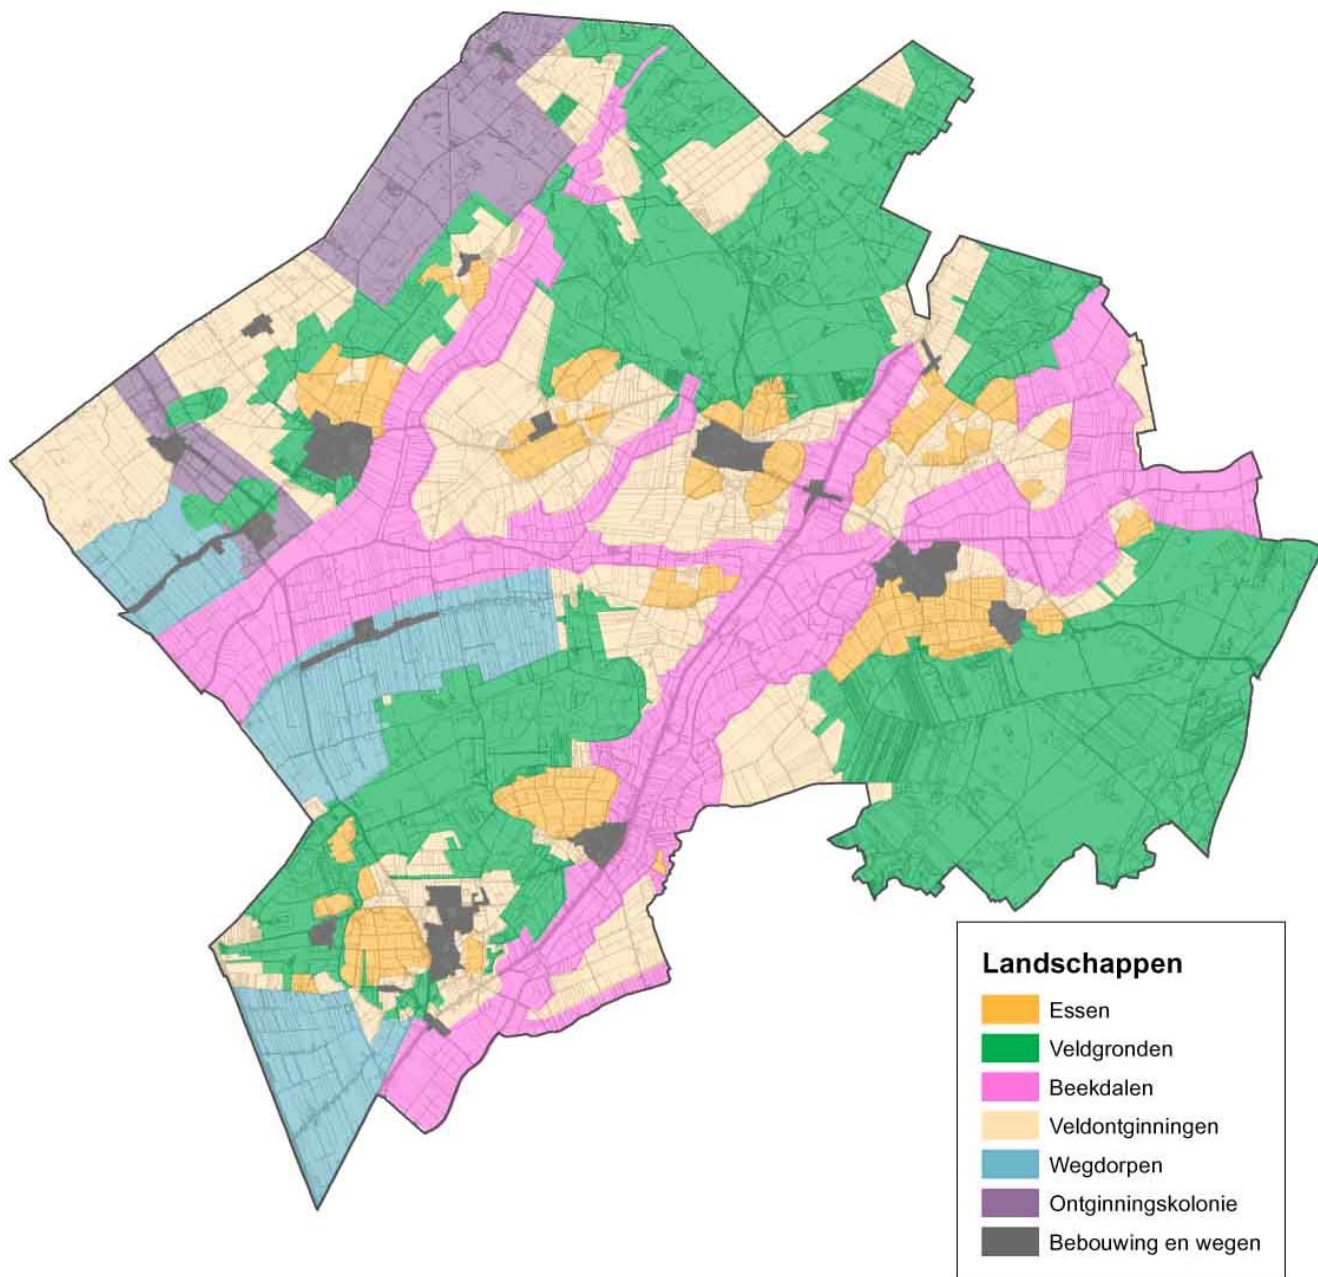 Landschappen
Essen
Veldgronden
Beekdalen
Veldontginningen
Wegdorpen
Ontginningskolonie
Bebouwing en wegen